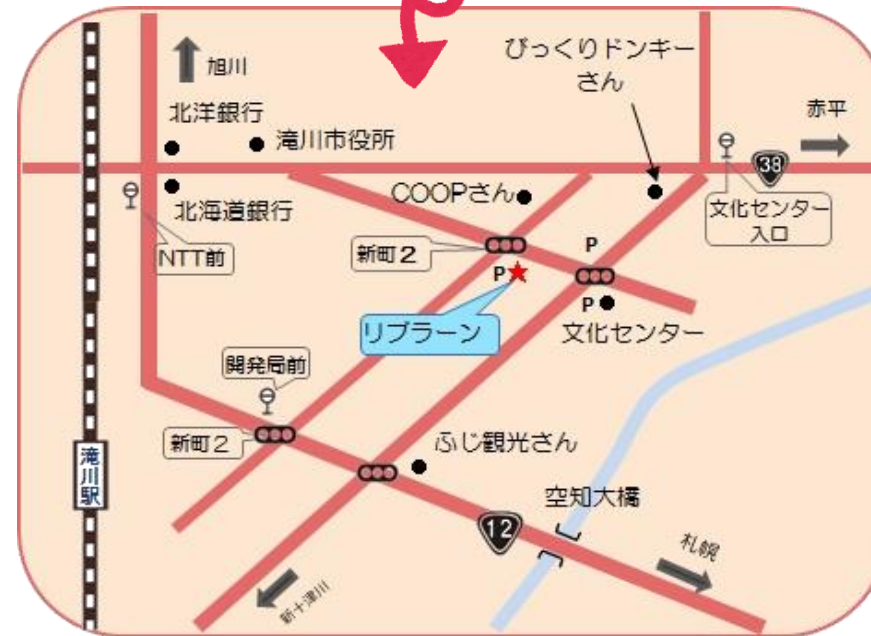 旭川
びっくりドンキー
さん
赤平
北洋銀行
滝川市役所
38
北海道銀行
COOPさん
文化センター
入口
NTT前
新町2
P
P
リブラーン
P
文化センター
開発局前
新町2
ふじ観光さん
滝川駅
空知大橋
12
札幌
新十津川